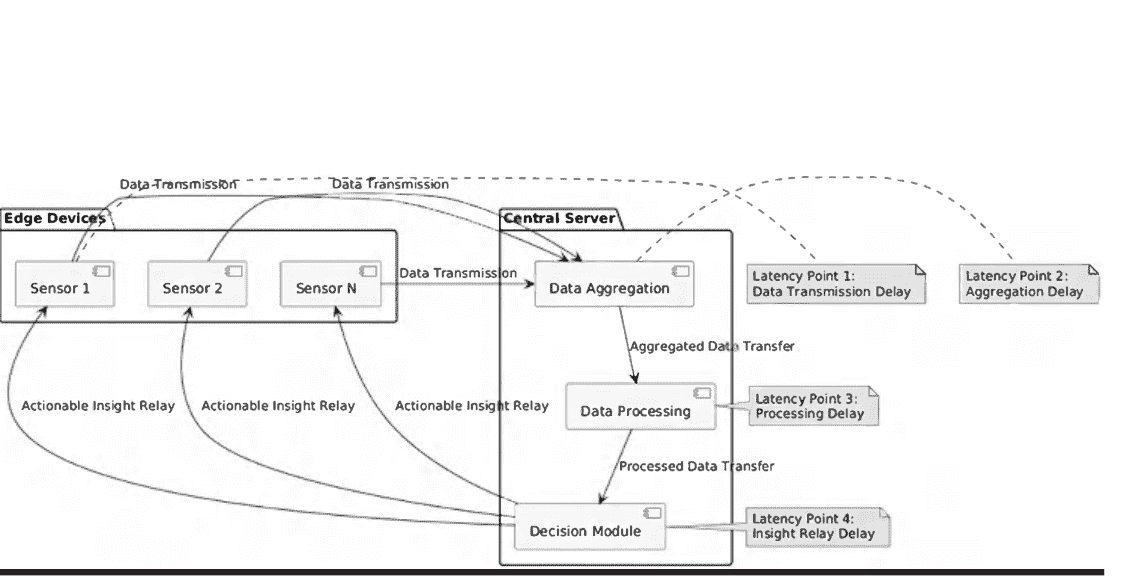 Data Transmission
Data Transmission
Edge Devices
Central Server
Sensor 1
Sensor 2
Sensor N
Data Transmission
Data Aggregation
Latency Point 1:
Data Transmission Delay
Latency Point 2:
Aggregation Delay
Aggregated Data Transfer
Actionable Insight Relay
Actionable Insight Relay
Actionable Insight Relay
Data Processing
Latency Point 3:
Processing Delay
Processed Data Transfer
Decision Module
Latency Point 4:
Insight Relay Delay